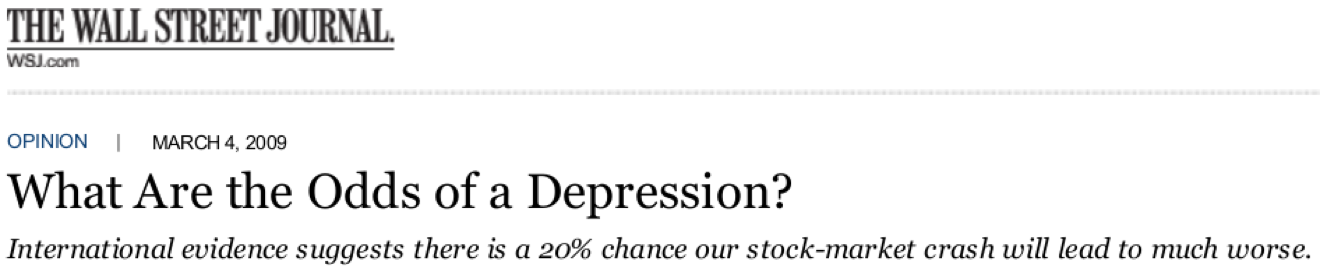 THE WALL STREET JOURNAL.
WSJ.com
OPINION | MARCH 4, 2009
What Are the Odds of a Depression?
International evidence suggests there is a 20% chance our stock-market crash will lead to much worse.